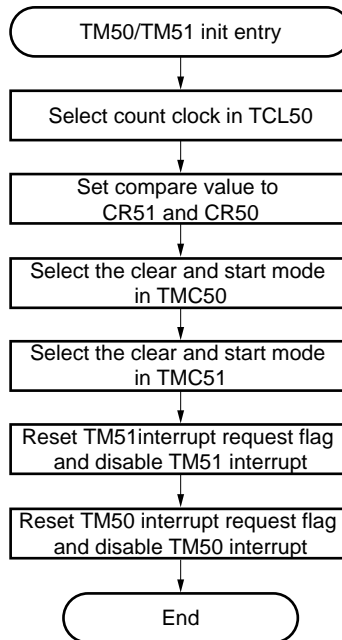 TM50/TM51 init entry
Select count clock in TCL50
Set compare value to
CR51 and CR50
Select the clear and start mode
in TMC50
Select the clear and start mode
in TMC51
Reset TM51interrupt request flag
and disable TM51 interrupt
Reset TM50 interrupt request flag
and disable TM50 interrupt
End